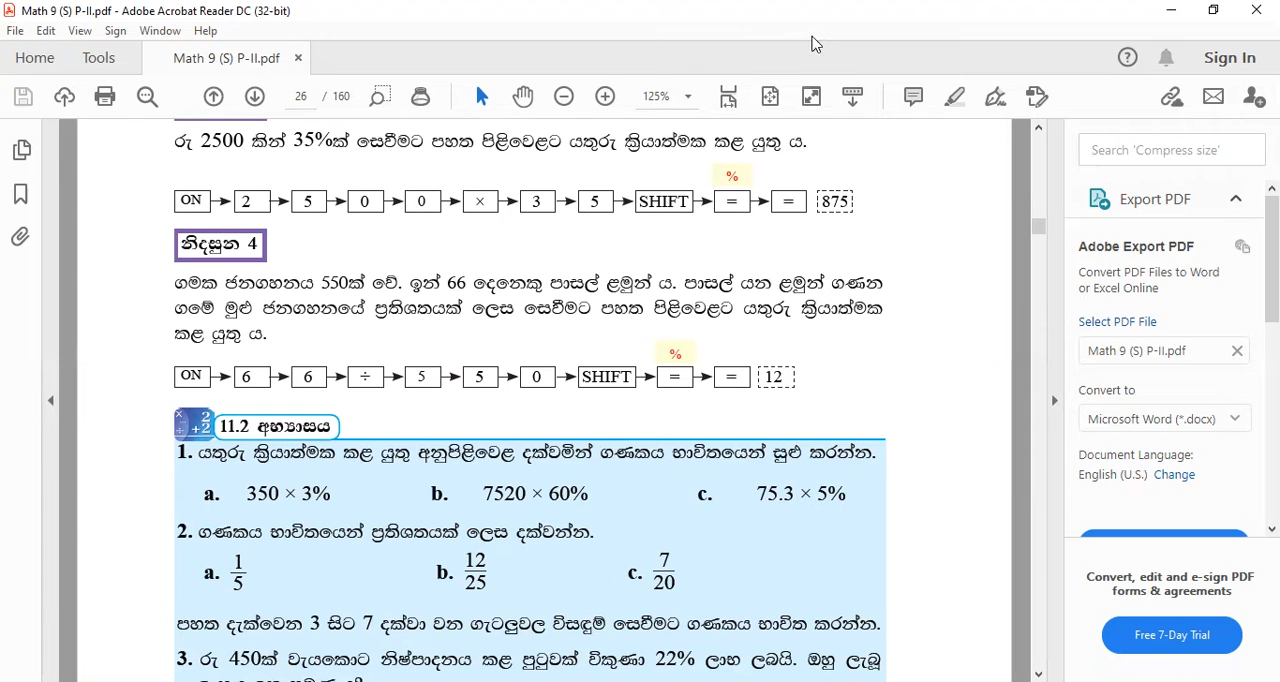 Math 9 (S) P-II.pdf - Adobe Acrobat Reader DC (32-bit)
File Edit View Sign Window Help
Home Tools Math 9 (S) P-II.pdf × Sign In
26 / 160 125%
රු 2500 කින් 35%ක් සෙවීමට පහත පිළිවෙළට යතුරු ක්‍රියාත්මක කළ යුතු ය.
%
ON 2 5 0 0 × 3 5 SHIFT = = 875
නිදසුන 4
ගමක ජනගහනය 550ක් වේ. ඉන් 66 දෙනෙකු පාසල් ළමුන් ය. පාසල් යන ළමුන් ගණන
ගමේ මුළු ජනගහනයේ ප්‍රතිශතයක් ලෙස සෙවීමට පහත පිළිවෙළට යතුරු ක්‍රියාත්මක
කළ යුතු ය.
%
ON 6 6 ÷ 5 5 0 SHIFT = = 12
× 2 ÷ +2 11.2 අභ්‍යාසය
1. යතුරු ක්‍රියාත්මක කළ යුතු අනුපිළිවෙළ දක්වමින් ගණකය භාවිතයෙන් සුළු කරන්න.
a. 350 × 3% b. 7520 × 60% c. 75.3 × 5%
2. ගණකය භාවිතයෙන් ප්‍රතිශතයක් ලෙස දක්වන්න.
a. 1/5 b. 12/25 c. 7/20
පහත දැක්වෙන 3 සිට 7 දක්වා වන ගැටලුවල විසඳුම් සෙවීමට ගණකය භාවිත කරන්න.
3. රු 450ක් වැයකොට නිෂ්පාදනය කළ පුටුවක් විකුණා 22% ලාභ ලබයි. ඔහු ලැබූ
Search 'Compress size'
Export PDF
Adobe Export PDF
Convert PDF Files to Word
or Excel Online
Select PDF File
Math 9 (S) P-II.pdf
Convert to
Microsoft Word (*.docx)
Document Language:
English (U.S.) Change
Convert, edit and e-sign PDF
forms & agreements
Free 7-Day Trial